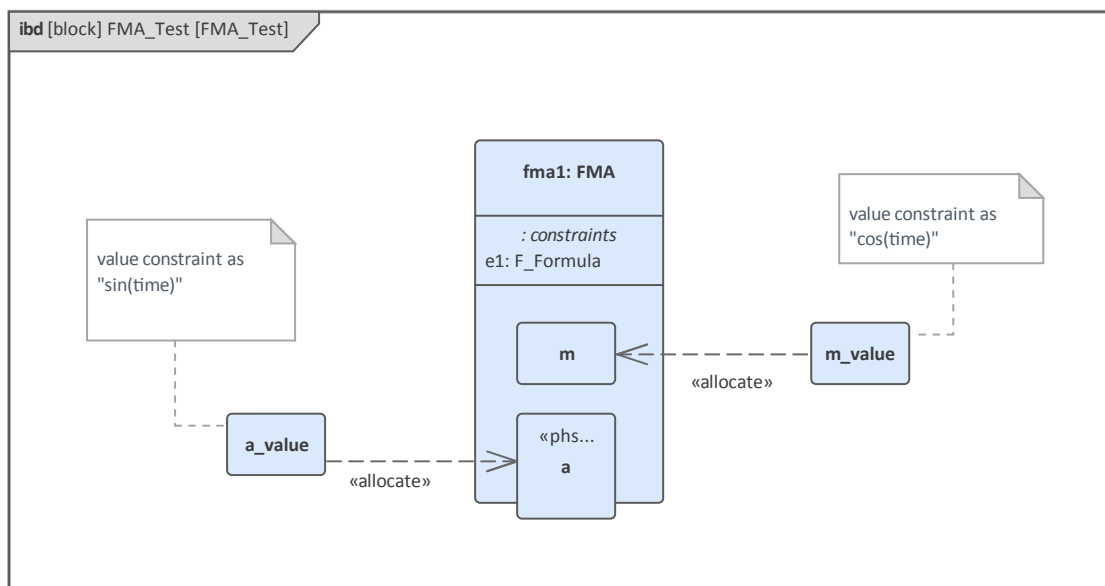 ibd [block] FMA_Test [FMA_Test]
fma1: FMA
: constraints
e1: F_Formula
value constraint as
"cos(time)"
value constraint as
"sin(time)"
m
m_value
«allocate»
«phs...
a
a_value
«allocate»